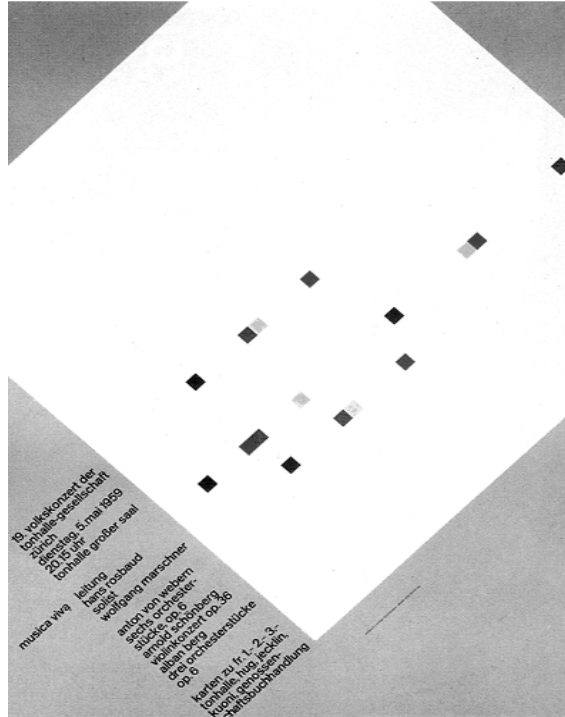 19. volkskonzert der
tonhalle-gesellschaft
zürich
dienstag, 5. mai 1959
20.15 uhr
tonhalle großer saal
musica viva
leitung
hans rosbaud
solist
wolfgang marschner
anton von webern
sechs orchester-
stücke, op. 6
arnold schönberg
violinkonzert op. 36
alban berg
drei orchesterstücke
op. 6
karten zu fr. 1.- 2.- 3.-
tonhalle, hug, jecklin,
kuoni, genossen-
chaftsbuchhandlung